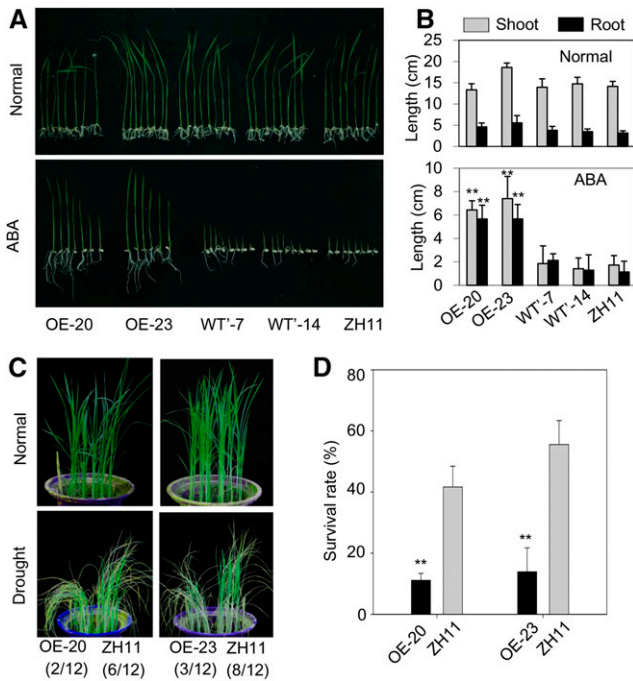 A
Normal
ABA
OE-20 OE-23 WT'-7 WT'-14 ZH11
B
Shoot Root
Normal
Length (cm)
25
20
15
10
5
0
ABA
Length (cm)
10
8
6
4
2
0
** ** ** **
OE-20 OE-23 WT'-7 WT'-14 ZH11
C
Normal
Drought
OE-20 ZH11 OE-23 ZH11
(2/12) (6/12) (3/12) (8/12)
D
Survival rate (%)
80
60
40
20
0
** **
OE-20 ZH11 OE-23 ZH11